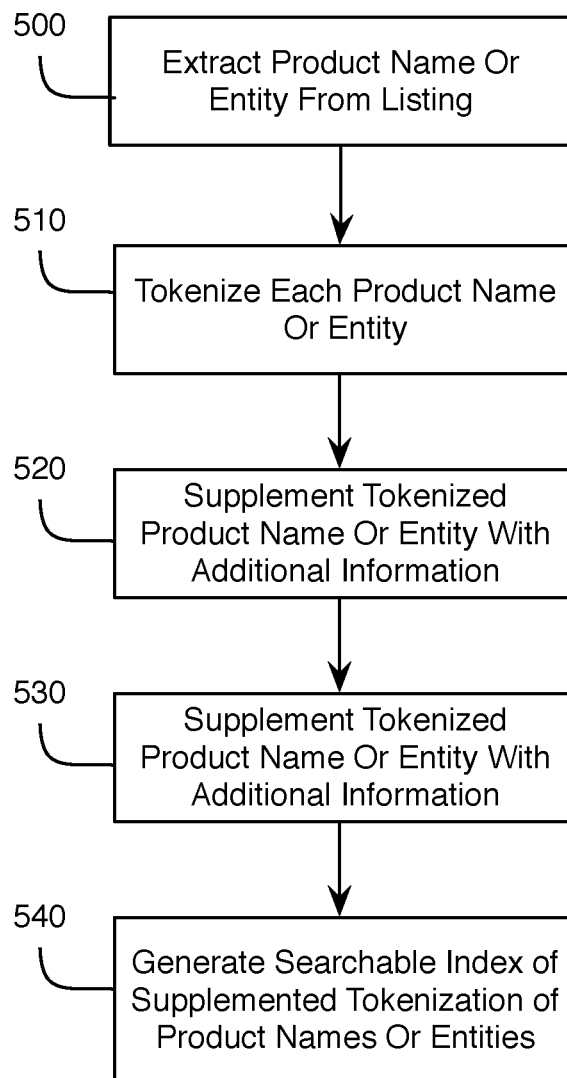 500
Extract Product Name Or
Entity From Listing
510
Tokenize Each Product Name
Or Entity
520
Supplement Tokenized
Product Name Or Entity With
Additional Information
530
Supplement Tokenized
Product Name Or Entity With
Additional Information
540
Generate Searchable Index of
Supplemented Tokenization of
Product Names Or Entities